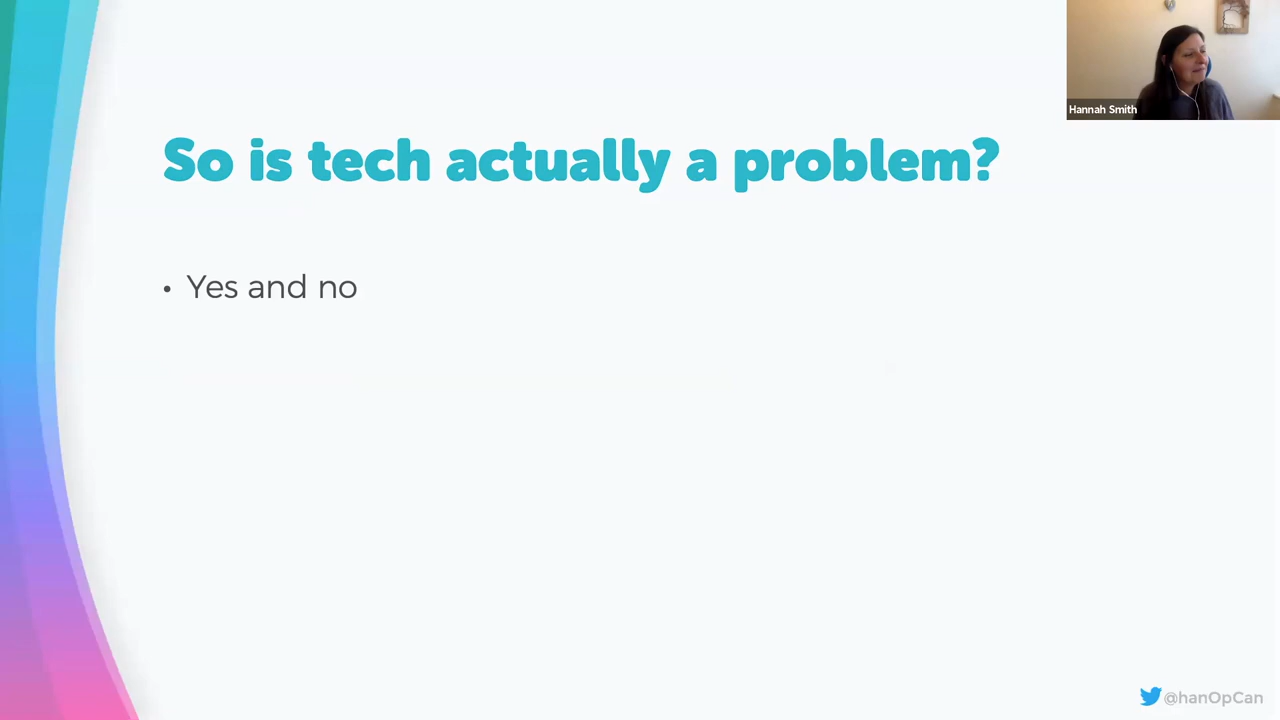 Hannah Smith
So is tech actually a problem?
• Yes and no
@hanOpCan